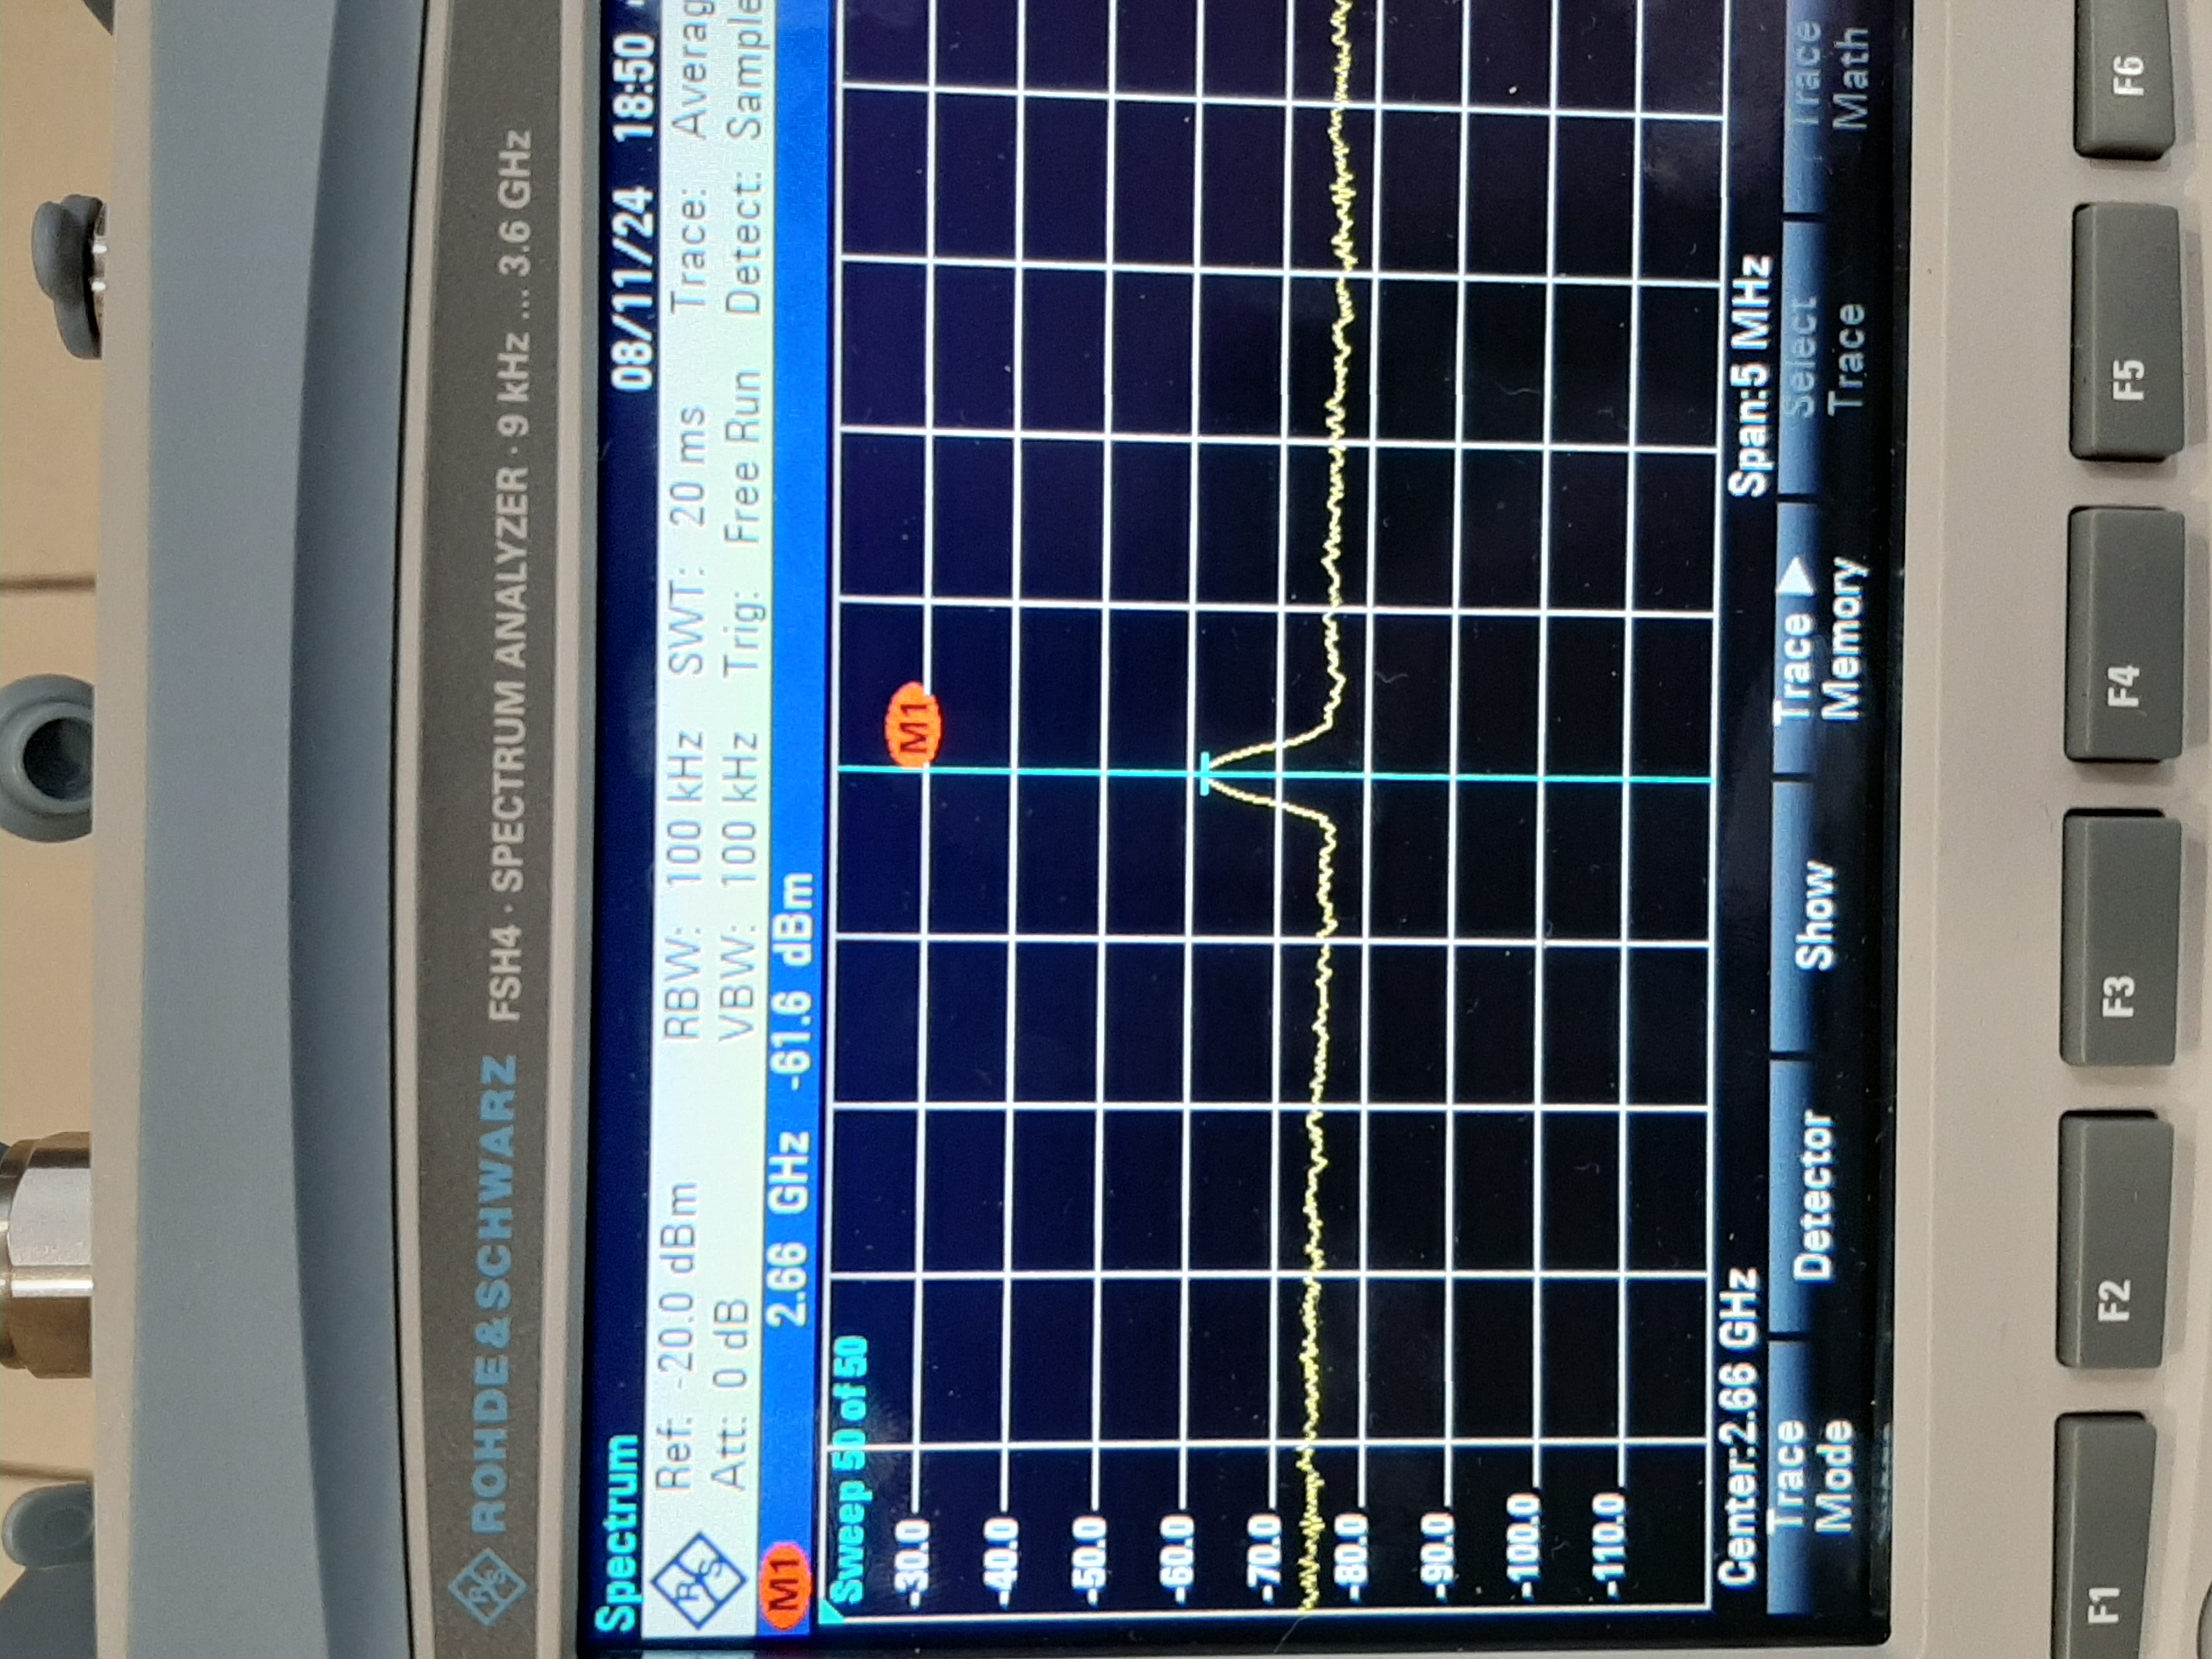 ROHDE & SCHWARZ FSH4 · SPECTRUM ANALYZER · 9 kHz ... 3.6 GHz
Spectrum 08/11/24 18:50
Ref: -20.0 dBm RBW: 100 kHz SWT: 20 ms Trace: Averag
Att: 0 dB VBW: 100 kHz Trig: Free Run Detect: Sample
M1 2.66 GHz -61.6 dBm
Sweep 50 of 50
M1
-30.0
-40.0
-50.0
-60.0
-70.0
-80.0
-90.0
-100.0
-110.0
Center:2.66 GHz Span:5 MHz
Trace Mode
Detector
Show
Trace Memory
Select Trace
Trace Math
F1 F2 F3 F4 F5 F6